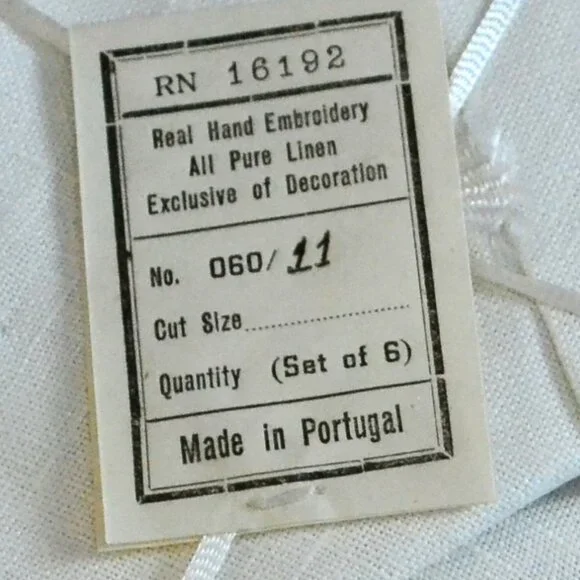 RN 16192
Real Hand Embroidery
All Pure Linen
Exclusive of Decoration
No. 060/11
Cut Size....................
Quantity (Set of 6)
Made in Portugal